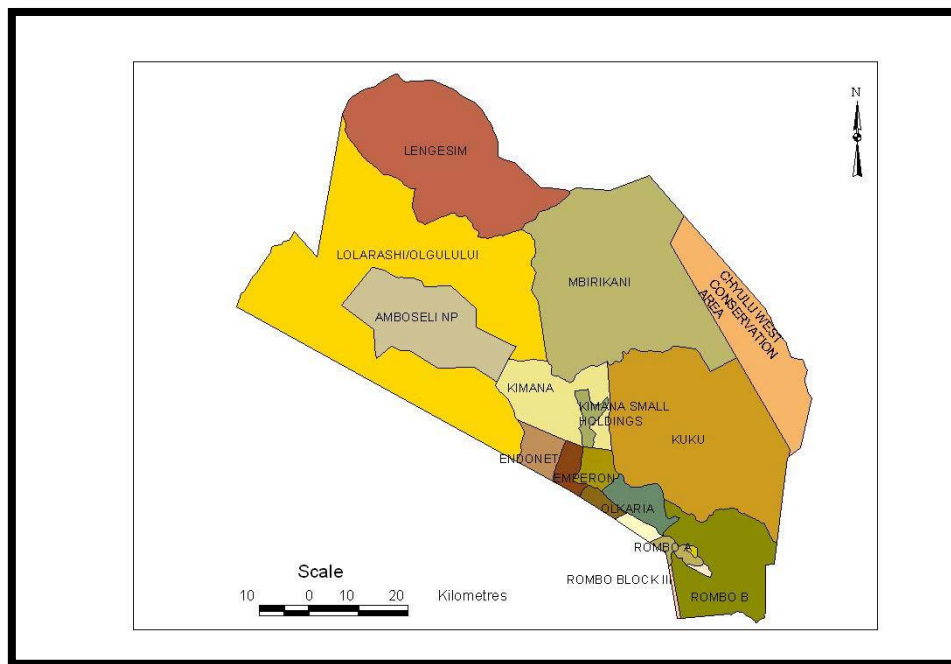 N
LENGESIM
LOLARASHI/OLGULULUI
MBIRIKANI
CHYULU WEST
CONSERVATION
AREA
AMBOSELI NP
KIMANA
KIMANA SMALL
HOLDINGS
KUKU
ENDONET
EMPERON
OLKARIA
ROMBO A
ROMBO BLOCK II
ROMBO B
Scale
10 0 10 20 Kilometres